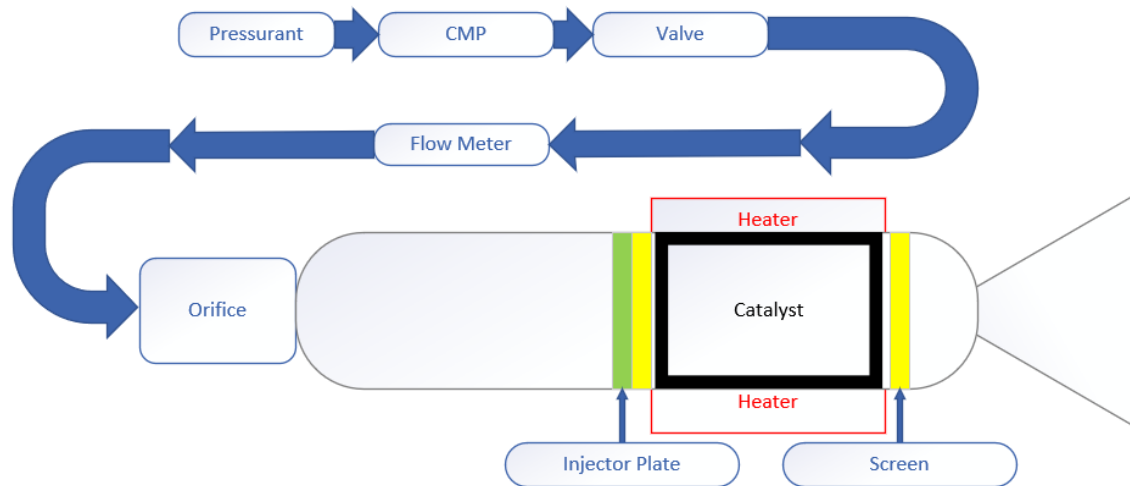 Pressurant
CMP
Valve
Flow Meter
Heater
Orifice
Catalyst
Heater
Injector Plate
Screen